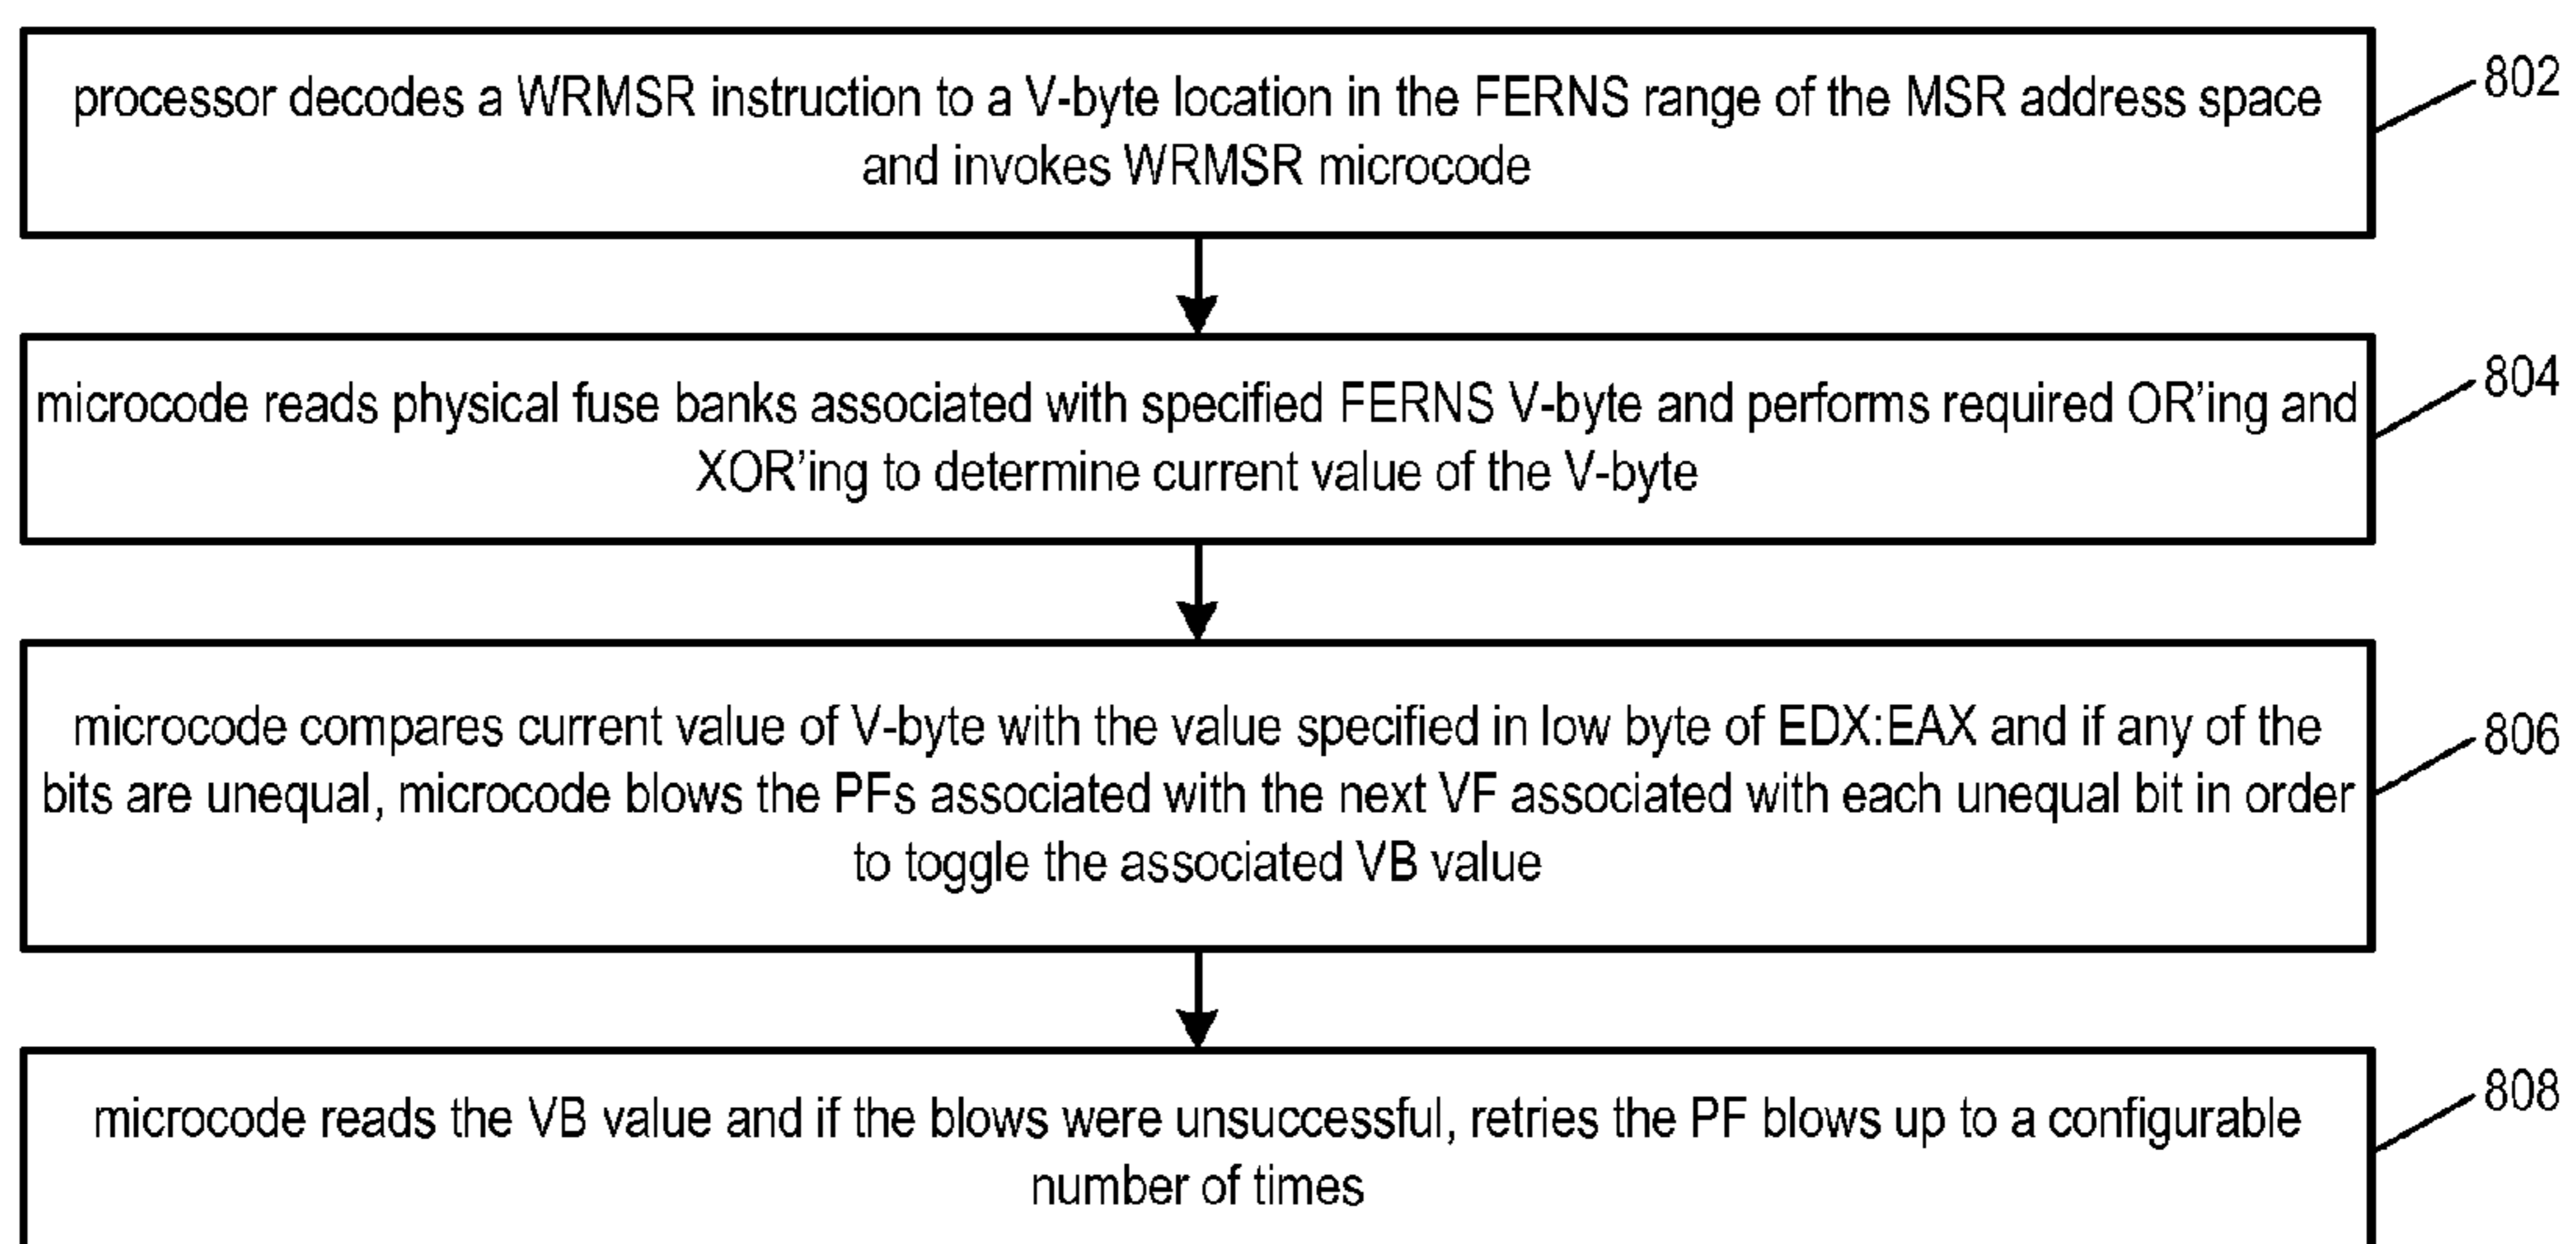 processor decodes a WRMSR instruction to a V-byte location in the FERNS range of the MSR address space
and invokes WRMSR microcode
802
microcode reads physical fuse banks associated with specified FERNS V-byte and performs required OR'ing and
XOR'ing to determine current value of the V-byte
804
microcode compares current value of V-byte with the value specified in low byte of EDX:EAX and if any of the
bits are unequal, microcode blows the PFs associated with the next VF associated with each unequal bit in order
to toggle the associated VB value
806
microcode reads the VB value and if the blows were unsuccessful, retries the PF blows up to a configurable
number of times
808